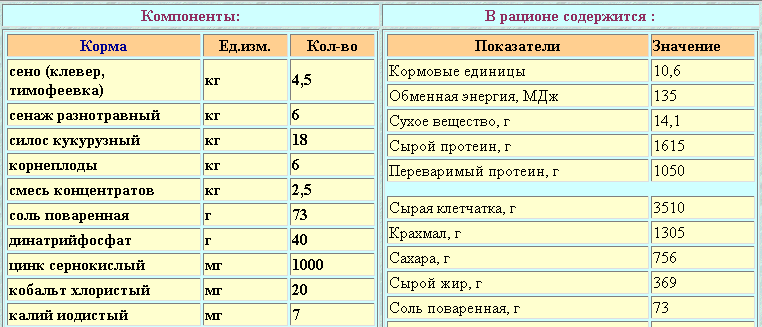 Компоненты:
Корма Ед.изм. Кол-во
сено (клевер,
тимофеевка) кг 4,5
сенаж разнотравный кг 6
силос кукурузный кг 18
корнеплоды кг 6
смесь концентратов кг 2,5
соль поваренная г 73
динатрийфосфат г 40
цинк сернокислый мг 1000
кобальт хлористый мг 20
калий иодистый мг 7
В рационе содержится :
Показатели Значение
Кормовые единицы 10,6
Обменная энергия, МДж 135
Сухое вещество, г 14,1
Сырой протеин, г 1615
Переваримый протеин, г 1050
Сырая клетчатка, г 3510
Крахмал, г 1305
Сахара, г 756
Сырой жир, г 369
Соль поваренная, г 73